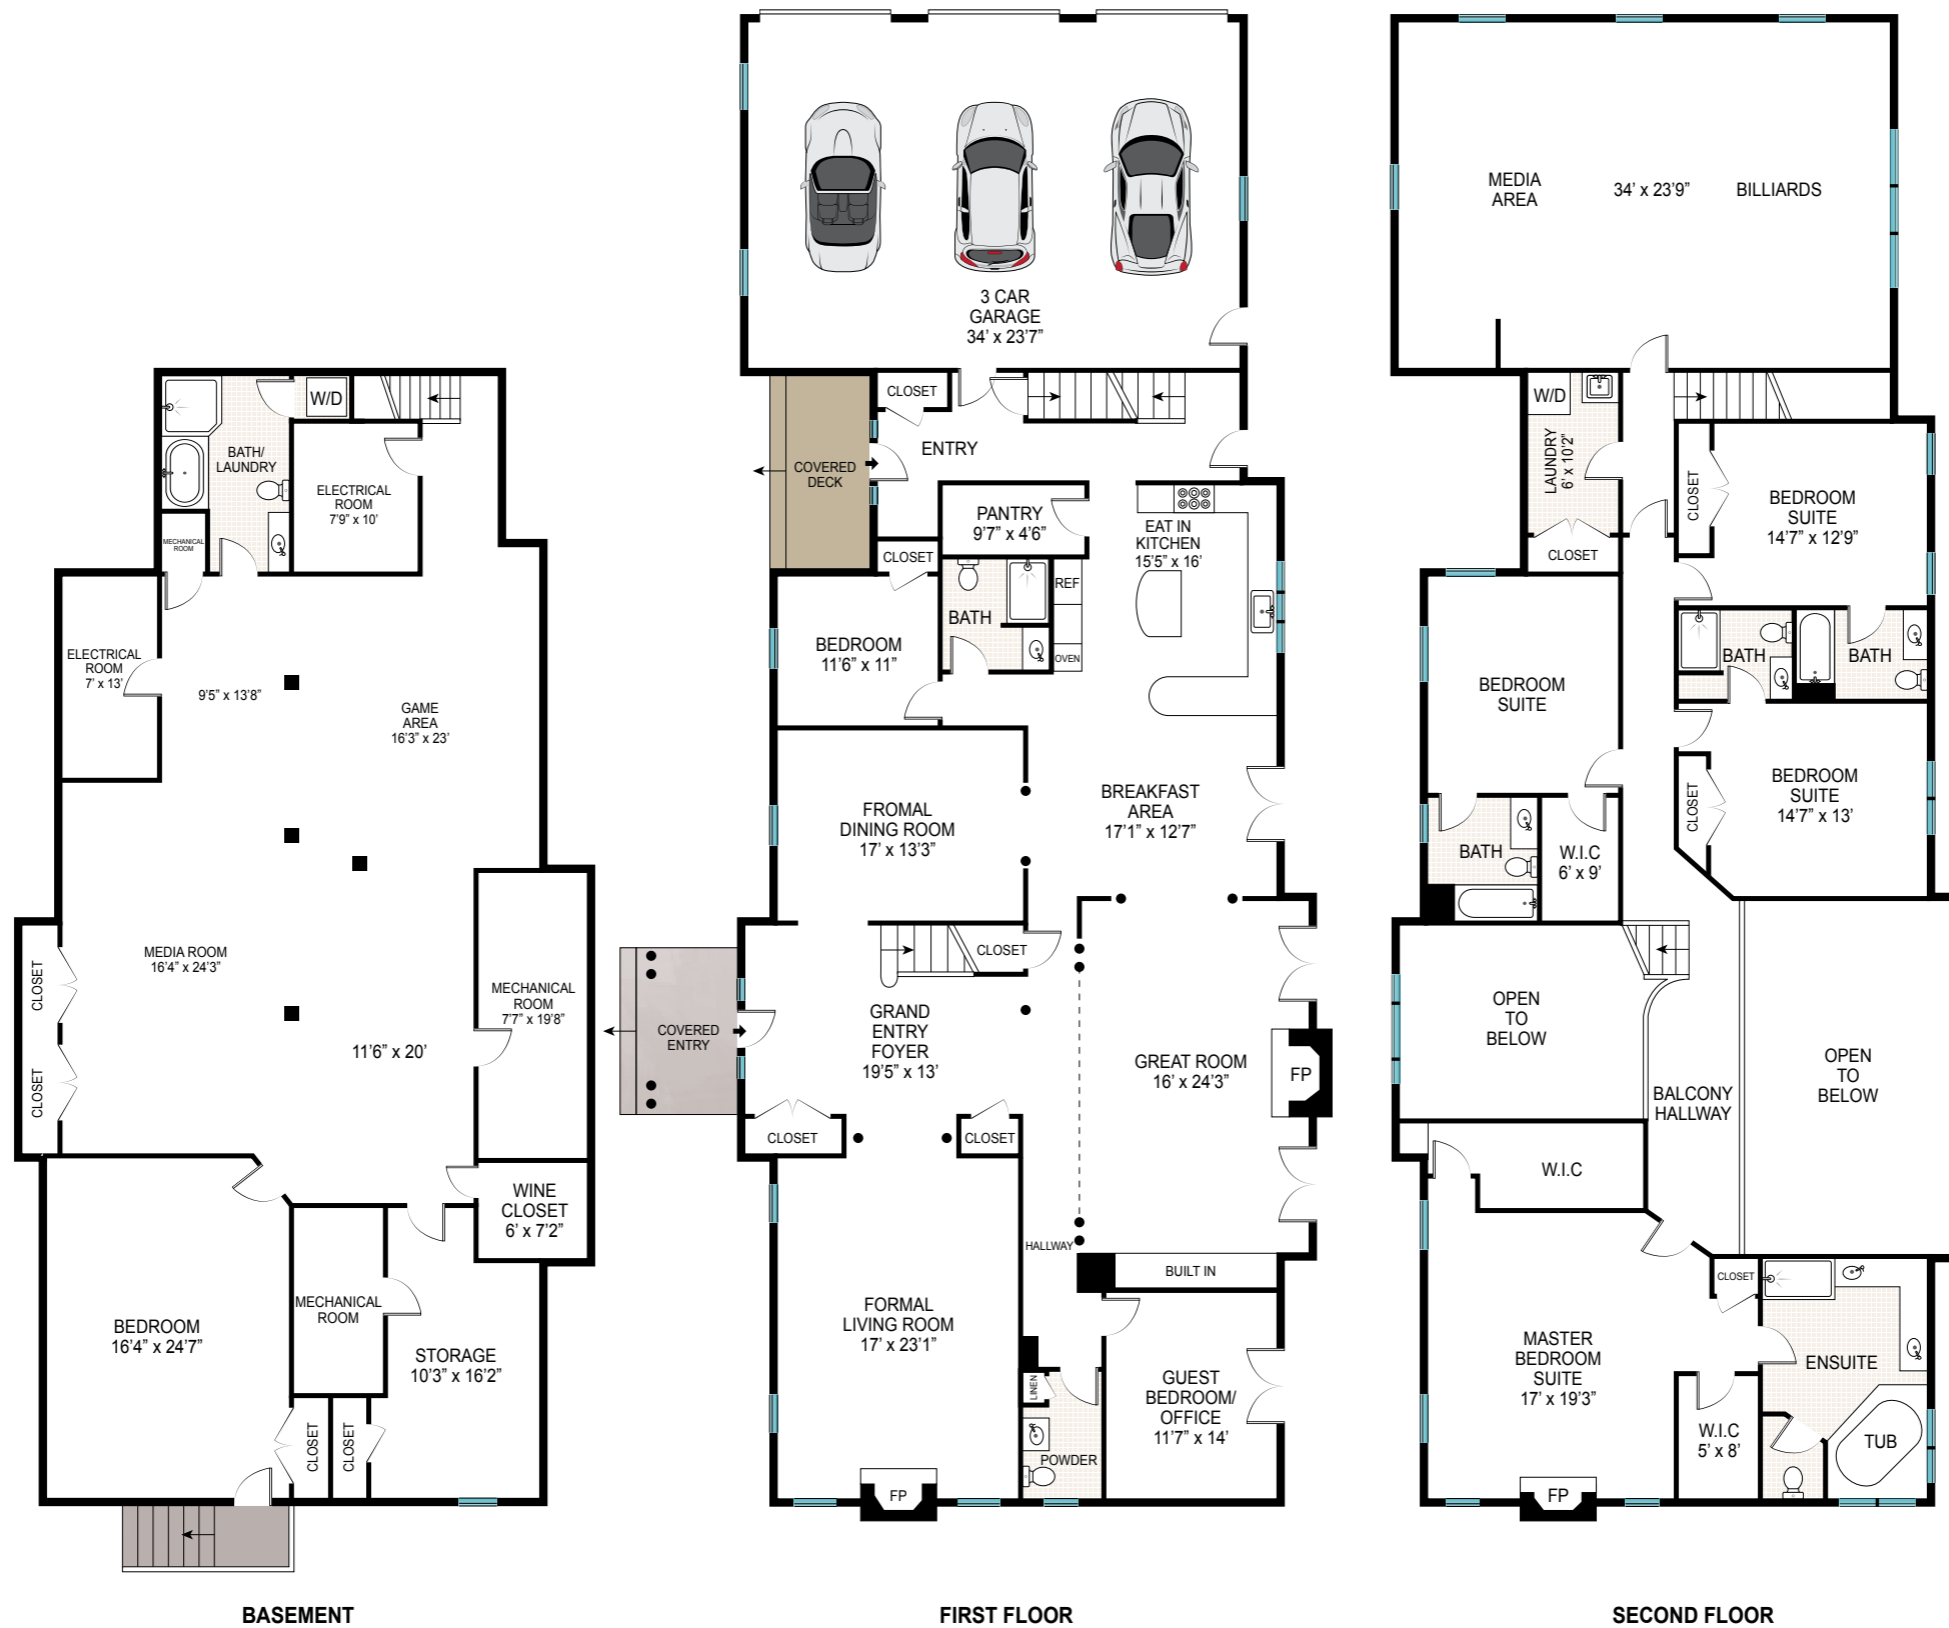 W/D
BATH/
LAUNDRY
ELECTRICAL
ROOM
7'9" x 10'
MECHANICAL
ROOM
ELECTRICAL
ROOM
7' x 13'
9'5" x 13'8"
GAME
AREA
16'3" x 23'
MEDIA ROOM
16'4" x 24'3"
CLOSET
CLOSET
MECHANICAL
ROOM
7'7" x 19'8"
11'6" x 20'
WINE
CLOSET
6' x 7'2"
BEDROOM
16'4" x 24'7"
MECHANICAL
ROOM
STORAGE
10'3" x 16'2"
CLOSET
CLOSET
BASEMENT
3 CAR
GARAGE
34' x 23'7"
CLOSET
ENTRY
COVERED
DECK
PANTRY
9'7" x 4'6"
EAT IN
KITCHEN
15'5" x 16'
CLOSET
REF
BATH
BEDROOM
11'6" x 11"
OVEN
FROMAL
DINING ROOM
17' x 13'3"
BREAKFAST
AREA
17'1" x 12'7"
CLOSET
GRAND
ENTRY
FOYER
19'5" x 13'
COVERED
ENTRY
GREAT ROOM
16' x 24'3"
FP
CLOSET
CLOSET
HALLWAY
BUILT IN
FORMAL
LIVING ROOM
17' x 23'1"
LINEN
GUEST
BEDROOM/
OFFICE
11'7" x 14'
POWDER
FP
FIRST FLOOR
MEDIA
AREA
34' x 23'9"
BILLIARDS
W/D
LAUNDRY
6' x 10'2"
CLOSET
CLOSET
BEDROOM
SUITE
14'7" x 12'9"
BATH
BATH
BEDROOM
SUITE
BEDROOM
SUITE
14'7" x 13'
CLOSET
BATH
W.I.C
6' x 9'
OPEN
TO
BELOW
OPEN
TO
BELOW
BALCONY
HALLWAY
W.I.C
CLOSET
MASTER
BEDROOM
SUITE
17' x 19'3"
ENSUITE
W.I.C
5' x 8'
TUB
FP
SECOND FLOOR